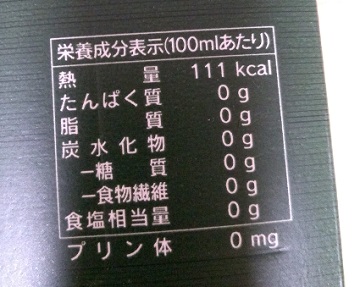 栄養成分表示(100mlあたり)
熱量 111 kcal
たんぱく質 0 g
脂質 0 g
炭水化物 0 g
−糖質 0 g
−食物繊維 0 g
食塩相当量 0 g
プリン体 0 mg